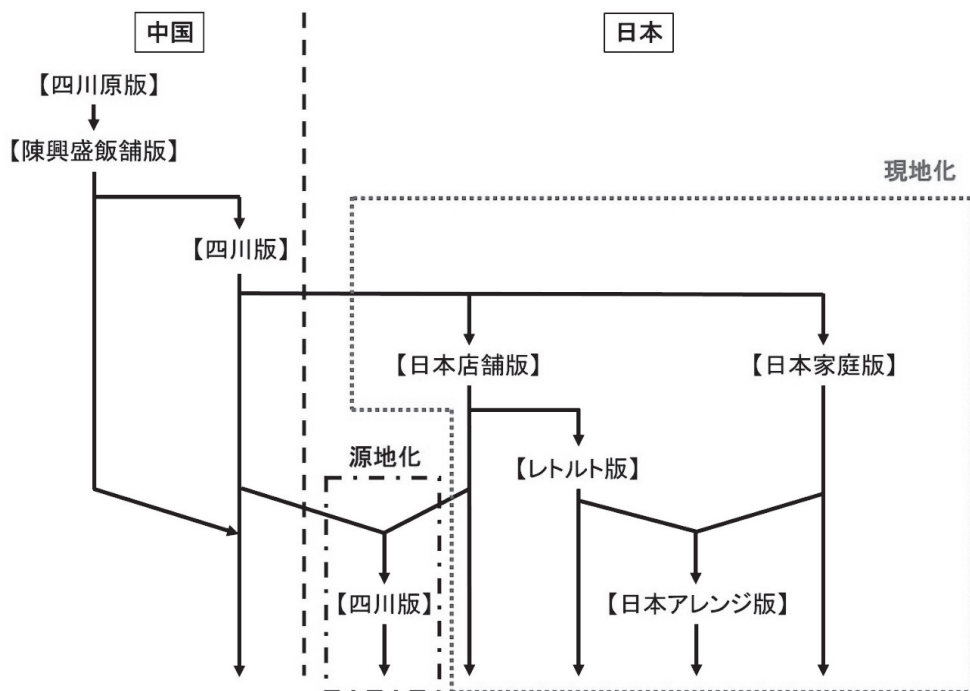 中国
日本
【四川原版】
【陳興盛飯舗版】
現地化
【四川版】
【日本店舗版】
【日本家庭版】
源地化
【レトルト版】
【四川版】
【日本アレンジ版】